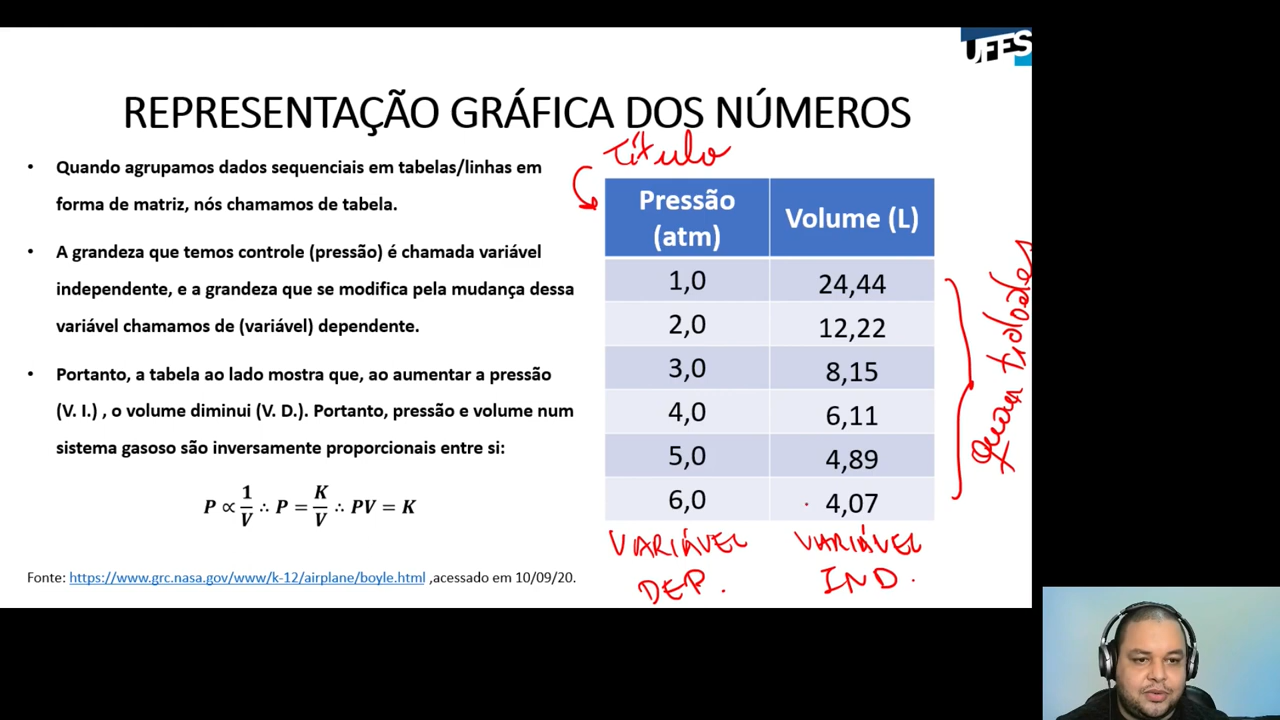 UFES
REPRESENTAÇÃO GRÁFICA DOS NÚMEROS
• Quando agrupamos dados sequenciais em tabelas/linhas em
forma de matriz, nós chamamos de tabela.
• A grandeza que temos controle (pressão) é chamada variável
independente, e a grandeza que se modifica pela mudança dessa
variável chamamos de (variável) dependente.
• Portanto, a tabela ao lado mostra que, ao aumentar a pressão
(V. I.) , o volume diminui (V. D.). Portanto, pressão e volume num
sistema gasoso são inversamente proporcionais entre si:
P ∝ 1/V ∴ P = K/V ∴ PV = K
Fonte: https://www.grc.nasa.gov/www/k-12/airplane/boyle.html ,acessado em 10/09/20.
Título
Pressão (atm) Volume (L)
1,0 24,44
2,0 12,22
3,0 8,15
4,0 6,11
5,0 4,89
6,0 4,07
VARIÁVEL DEP.
VARIÁVEL IND.